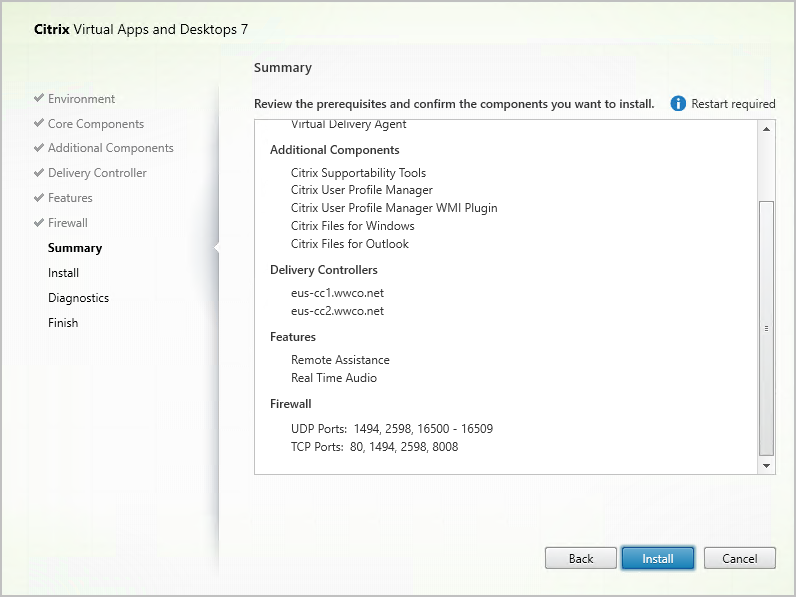 Citrix Virtual Apps and Desktops 7
Environment
Core Components
Additional Components
Delivery Controller
Features
Firewall
Summary
Install
Diagnostics
Finish
Summary
Review the prerequisites and confirm the components you want to install.
Restart required
Virtual Delivery Agent
Additional Components
Citrix Supportability Tools
Citrix User Profile Manager
Citrix User Profile Manager WMI Plugin
Citrix Files for Windows
Citrix Files for Outlook
Delivery Controllers
eus-cc1.wwco.net
eus-cc2.wwco.net
Features
Remote Assistance
Real Time Audio
Firewall
UDP Ports: 1494, 2598, 16500 - 16509
TCP Ports: 80, 1494, 2598, 8008
Back
Install
Cancel